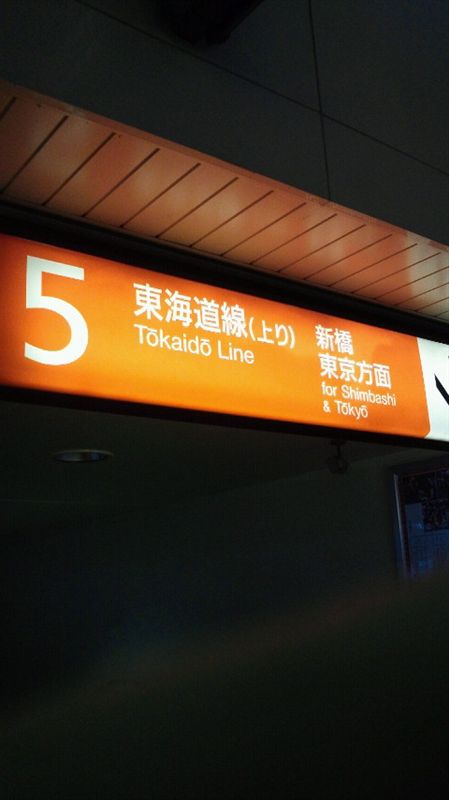 5
東海道線(上り)
Tōkaidō Line
新橋
東京方面
for Shimbashi
& Tōkyō